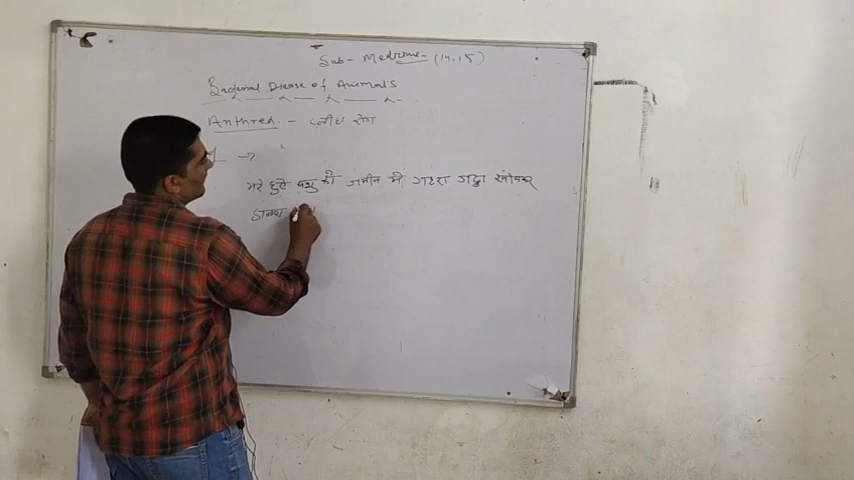 Sub- Medicine- (14.15)
Bacterial Disease of Animals
Anthrax - प्लीहा रोग
→
मरे हुऐ पशु को जमीन में गहरा गड्ढा खोदकर